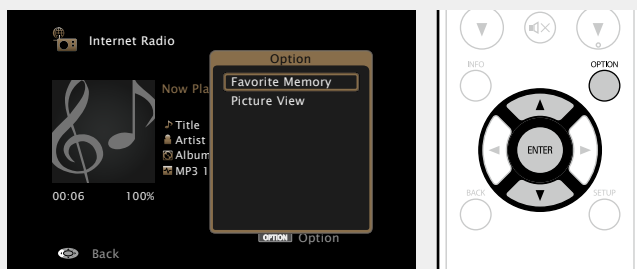 Internet Radio
Option
Now Pla
Favorite Memory
Picture View
Title
Artist
Album
MP3 1
00:06 100%
OPTION Option
Back
INFO
OPTION
ENTER
BACK
SETUP